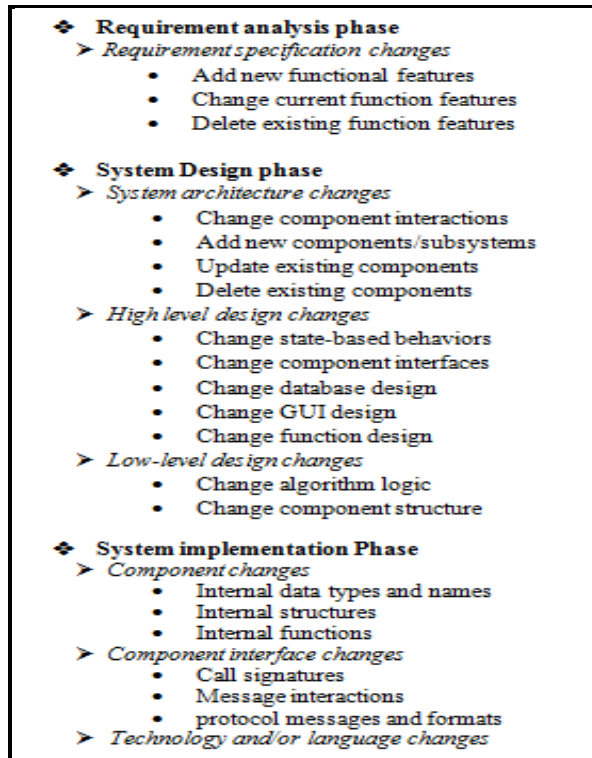 ❖ Requirement analysis phase
➢ Requirement specification changes
• Add new functional features
• Change current function features
• Delete existing function features
❖ System Design phase
➢ System architecture changes
• Change component interactions
• Add new components/subsystems
• Update existing components
• Delete existing components
➢ High level design changes
• Change state-based behaviors
• Change component interfaces
• Change database design
• Change GUI design
• Change function design
➢ Low-level design changes
• Change algorithm logic
• Change component structure
❖ System implementation Phase
➢ Component changes
• Internal data types and names
• Internal structures
• Internal functions
➢ Component interface changes
• Call signatures
• Message interactions
• protocol messages and formats
➢ Technology and/or language changes